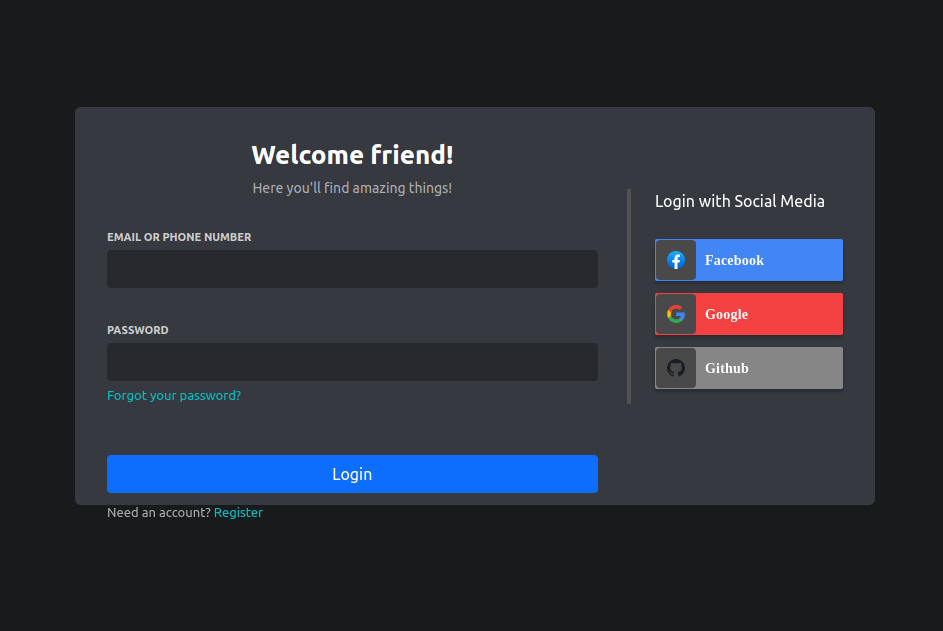 Welcome friend!
Here you'll find amazing things!
EMAIL OR PHONE NUMBER
PASSWORD
Forgot your password?
Login
Need an account? Register
Login with Social Media
Facebook
Google
Github